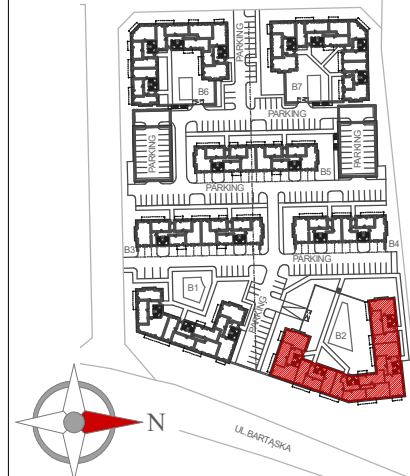 PARKING
B6
B7
PARKING
PARKING
PARKING
B5
PARKING
B3
B4
PARKING
B1
PARKING
B2
N
UL.BARTĄSKA